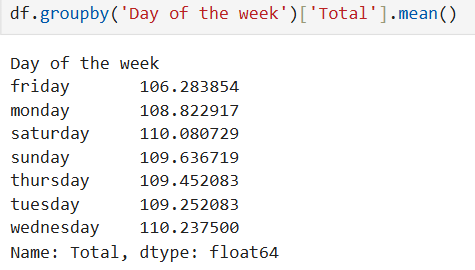 df.groupby('Day of the week')['Total'].mean()
Day of the week
friday       106.283854
monday       108.822917
saturday     110.080729
sunday       109.636719
thursday     109.452083
tuesday      109.252083
wednesday    110.237500
Name: Total, dtype: float64